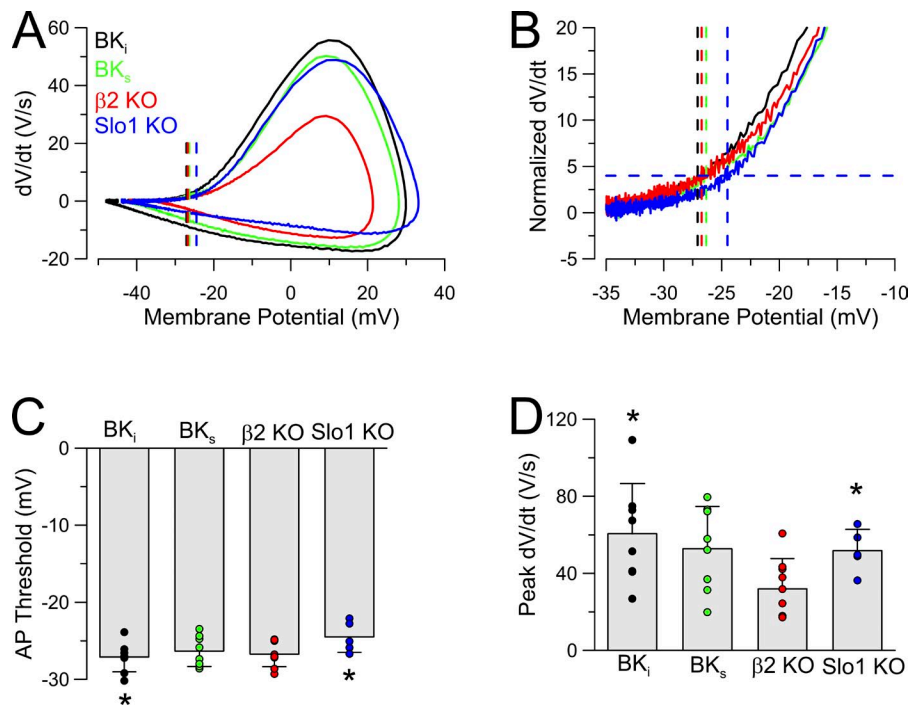 A
BKᵢ
BKₛ
β2 KO
Slo1 KO
60
40
20
0
-20
dV/dt (V/s)
-40 -20 0 20 40
Membrane Potential (mV)
B
20
15
10
5
0
-5
Normalized dV/dt
-35 -30 -25 -20 -15 -10
Membrane Potential (mV)
C
BKᵢ BKₛ β2 KO Slo1 KO
0
-10
-20
-30
AP Threshold (mV)
* *
D
120
80
40
0
Peak dV/dt (V/s)
* *
BKᵢ BKₛ β2 KO Slo1 KO